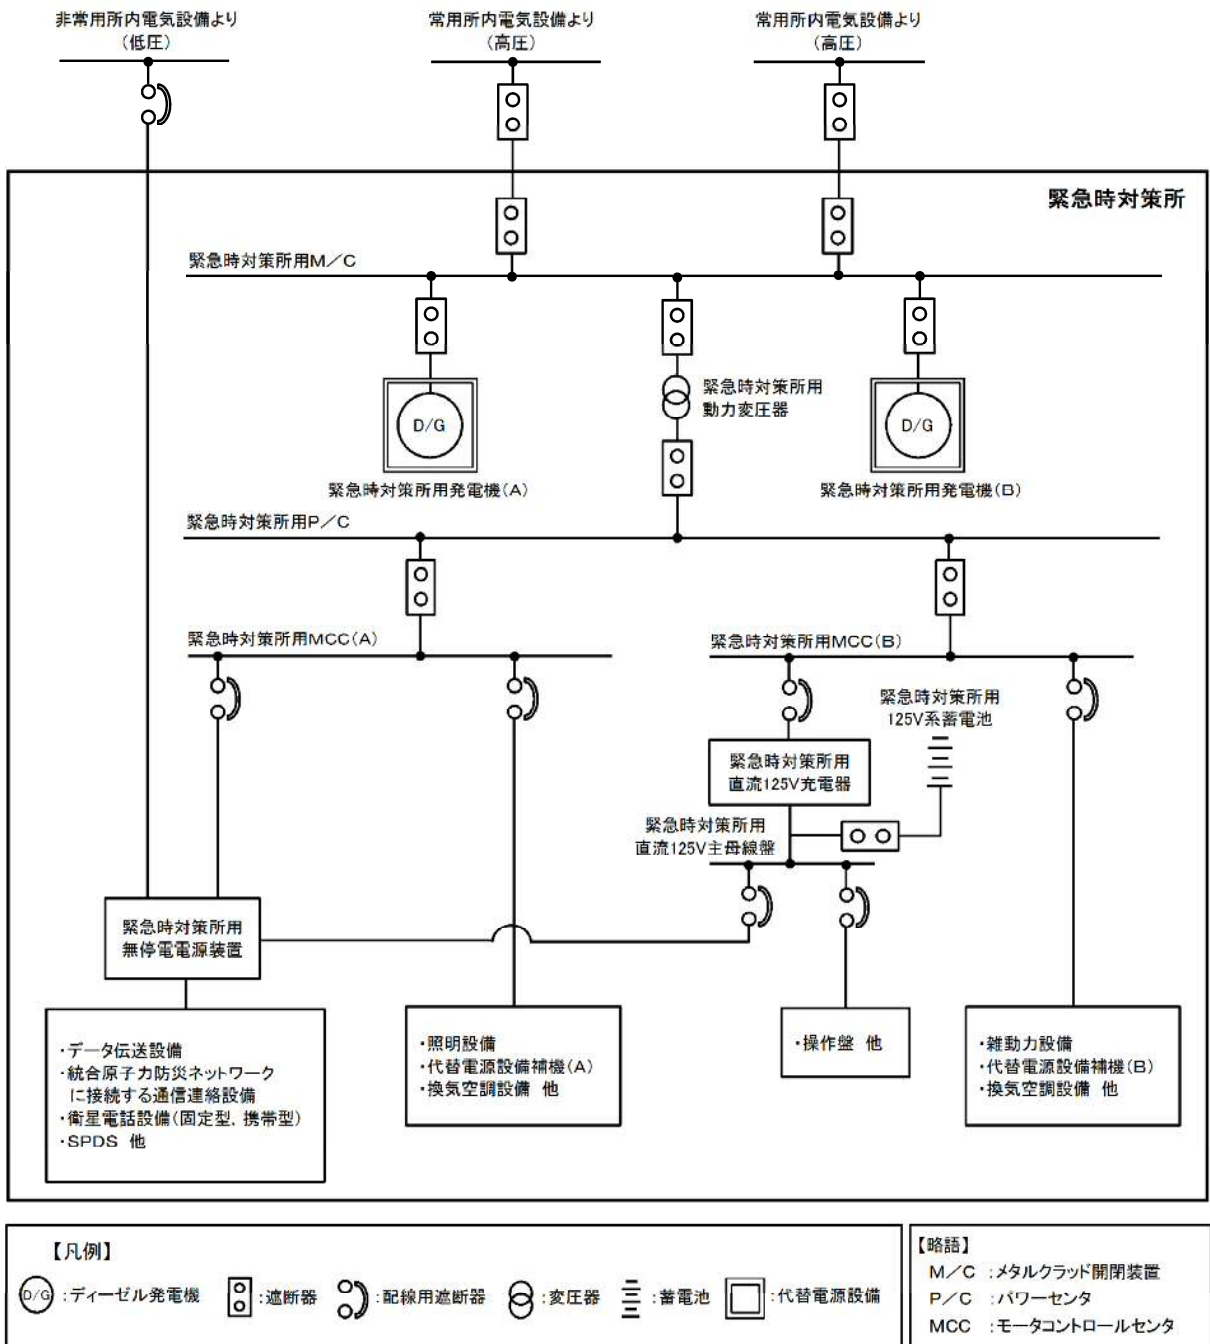 非常用所内電気設備より
(低圧)
常用所内電気設備より
(高圧)
常用所内電気設備より
(高圧)
緊急時対策所
緊急時対策所用M/C
緊急時対策所用
動力変圧器
D/G
D/G
緊急時対策所用発電機(A)
緊急時対策所用発電機(B)
緊急時対策所用P/C
緊急時対策所用MCC(A)
緊急時対策所用MCC(B)
緊急時対策所用
125V系蓄電池
緊急時対策所用
直流125V充電器
緊急時対策所用
直流125V主母線盤
緊急時対策所用
無停電電源装置
・データ伝送設備
・統合原子力防災ネットワーク
に接続する通信連絡設備
・衛星電話設備(固定型,携帯型)
・SPDS 他
・照明設備
・代替電源設備補機(A)
・換気空調設備 他
・操作盤 他
・雑動力設備
・代替電源設備補機(B)
・換気空調設備 他
【凡例】
D/G :ディーゼル発電機 :遮断器 :配線用遮断器 :変圧器 :蓄電池 :代替電源設備
【略語】
M/C :メタルクラッド開閉装置
P/C :パワーセンタ
MCC :モータコントロールセンタ